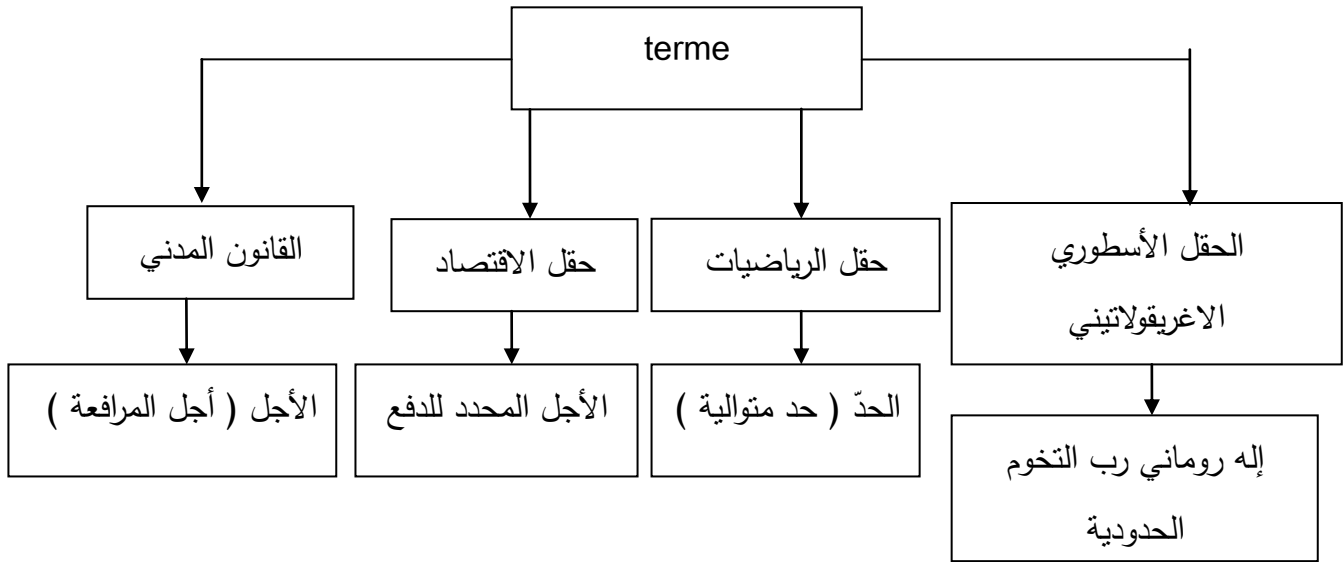 terme
الحقل الأسطوري
الاغريقولاتيني
حقل الرياضيات
حقل الاقتصاد
القانون المدني
إله روماني رب التخوم
الحدودية
الحدّ ( حد متوالية )
الأجل المحدد للدفع
الأجل ( أجل المرافعة )